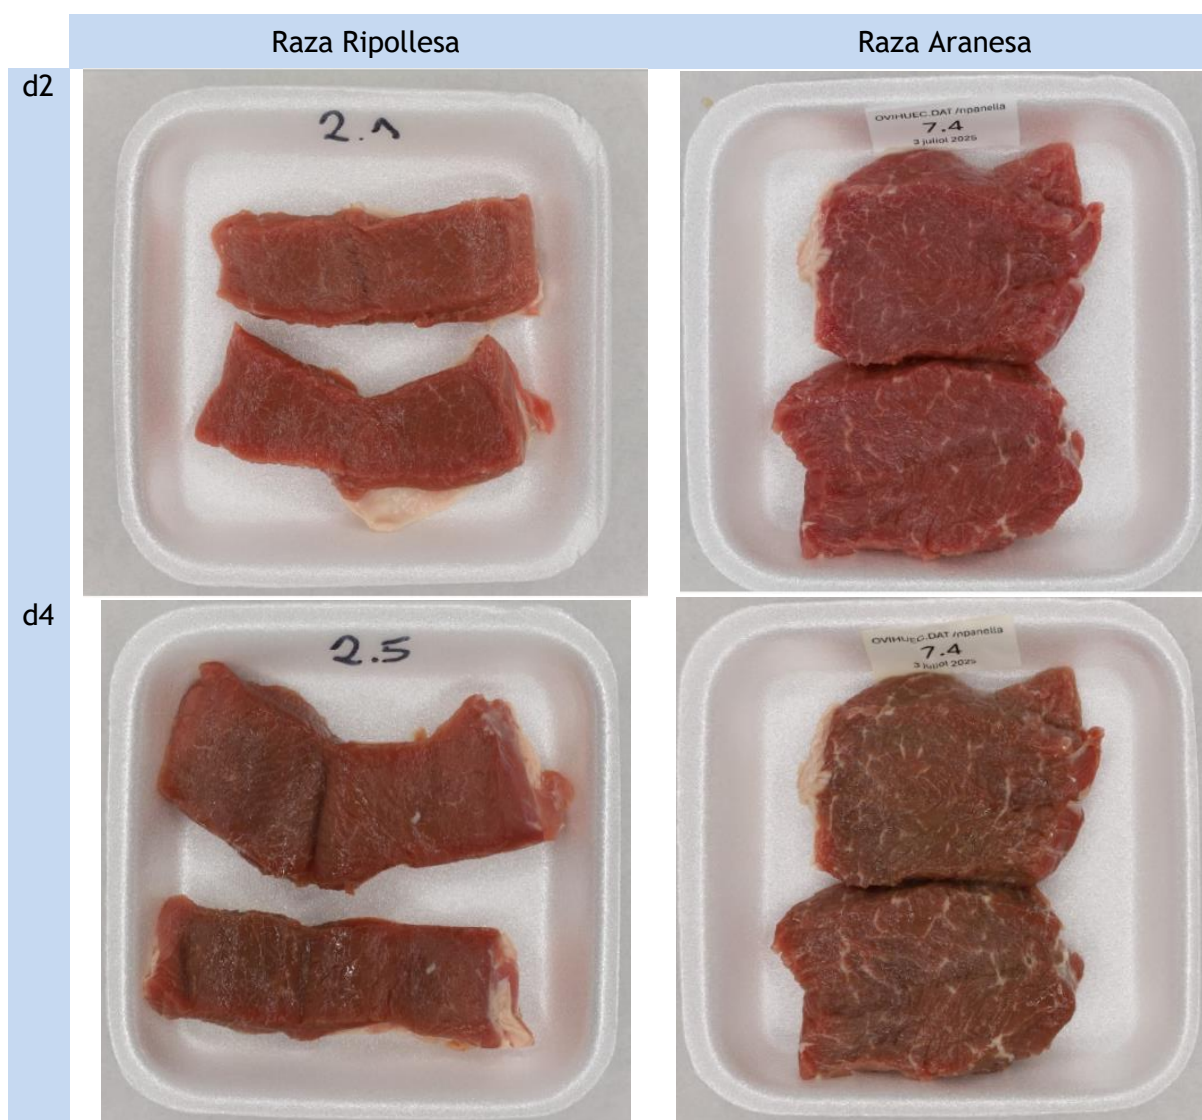 Raza Ripollesa
Raza Aranesa
d2
2.1
OVIHUEC.DAT /npanella
7.4
3 juliol 2025
d4
2.5
OVIHUEC.DAT /npanella
7.4
3 juliol 2025